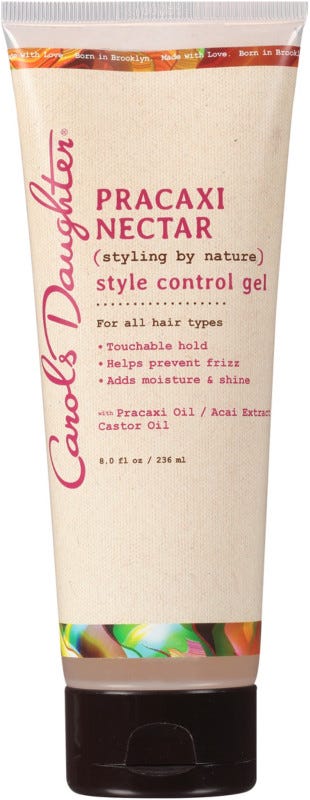 Made with Love. Born in Brooklyn. Made with Love. Born in Brooklyn.
Carol's Daughter®
PRACAXI
NECTAR
(styling by nature)
style control gel
For all hair types
• Touchable hold
• Helps prevent frizz
• Adds moisture & shine
with Pracaxi Oil / Acai Extract
Castor Oil
8.0 fl oz / 236 ml